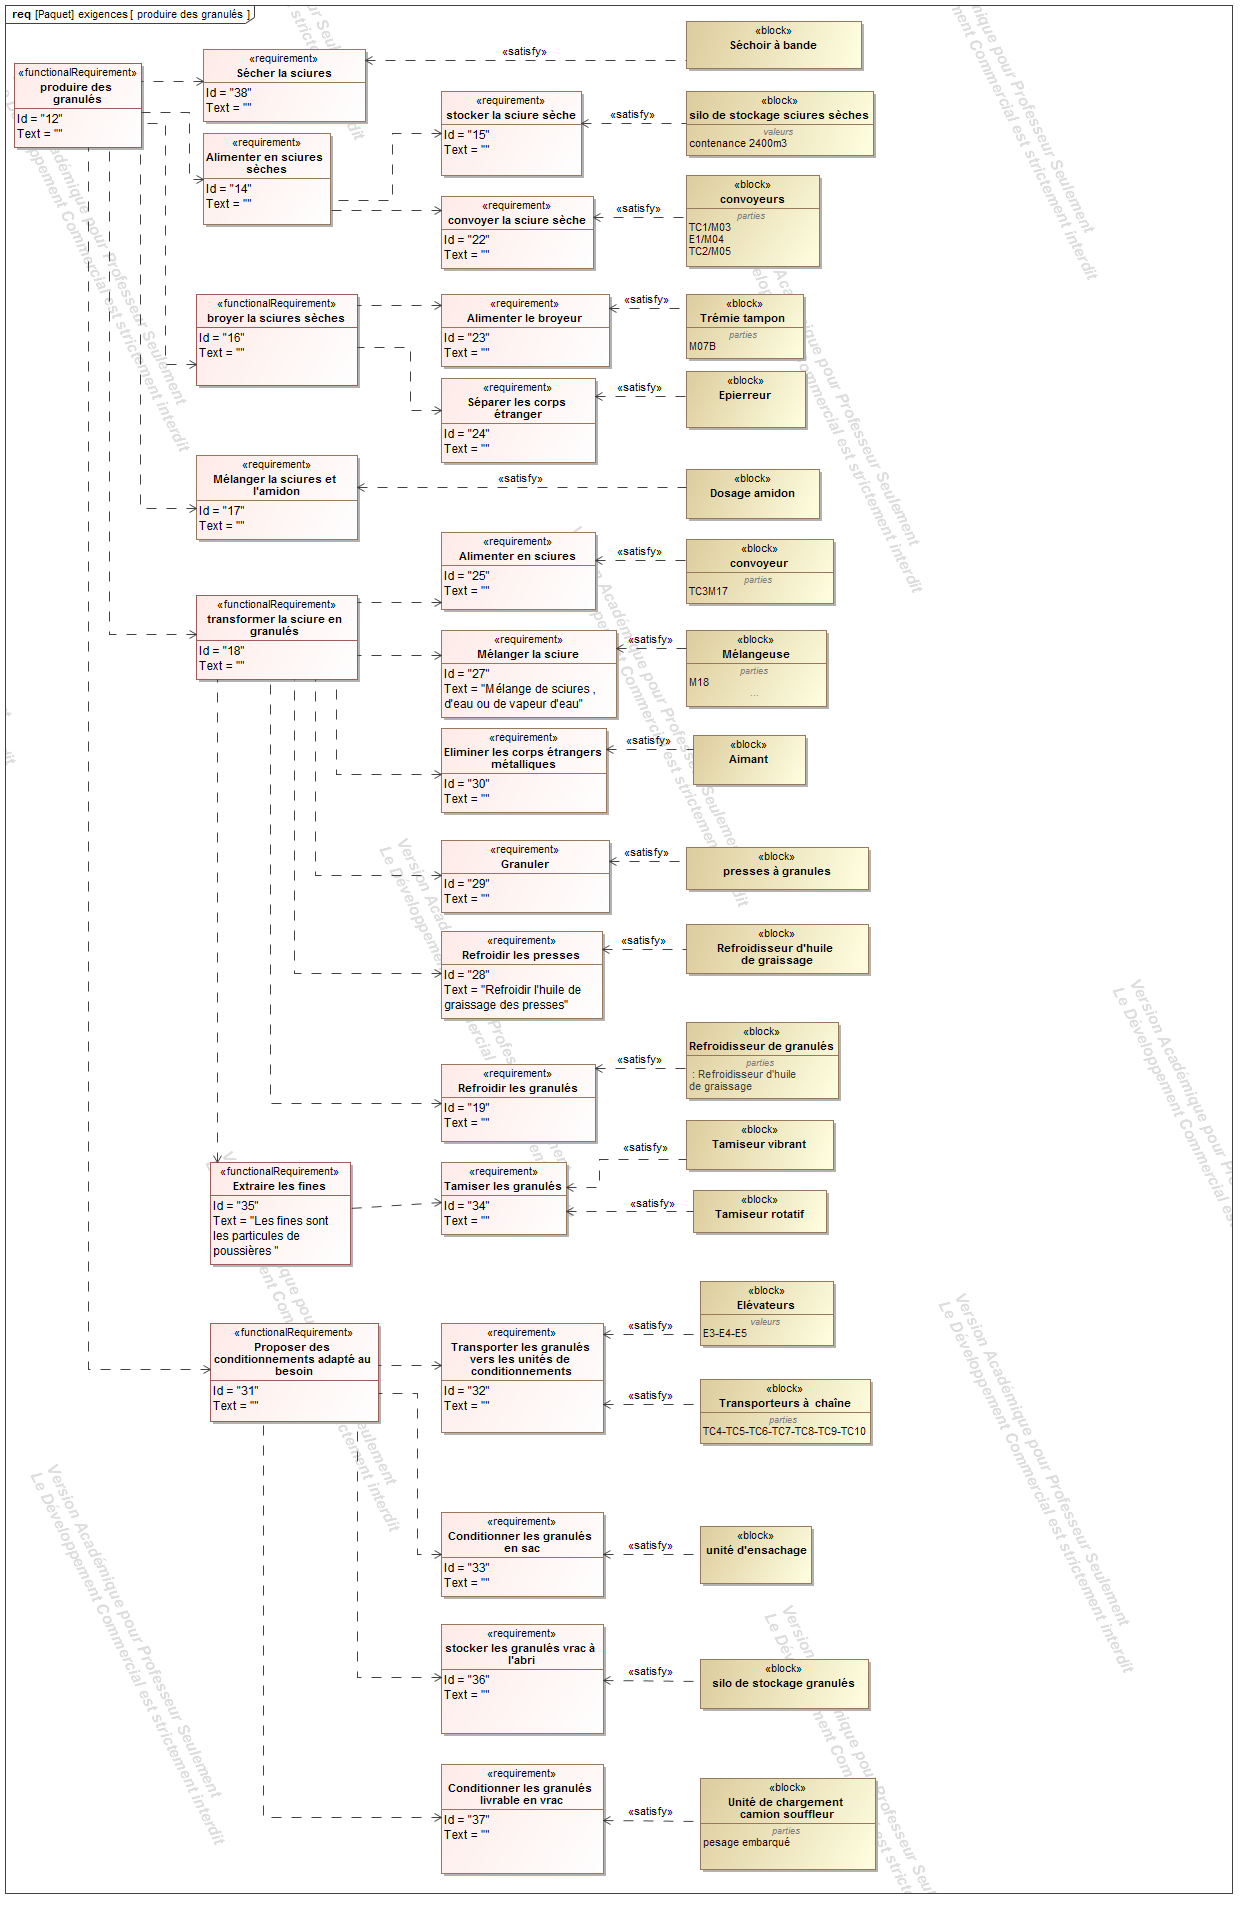 req [Paquet] exigences [ produire des granulés ]
«functionalRequirement»
produire des
granulés
Id = "12"
Text = ""
«requirement»
Sécher la sciures
Id = "38"
Text = ""
«satisfy»
«block»
Séchoir à bande
«requirement»
Alimenter en sciures
sèches
Id = "14"
Text = ""
«requirement»
stocker la sciure sèche
Id = "15"
Text = ""
«satisfy»
«block»
silo de stockage sciures sèches
valeurs
contenance 2400m3
«requirement»
convoyer la sciure sèche
Id = "22"
Text = ""
«satisfy»
«block»
convoyeurs
parties
TC1/M03
E1/M04
TC2/M05
«functionalRequirement»
broyer la sciures sèches
Id = "16"
Text = ""
«requirement»
Alimenter le broyeur
Id = "23"
Text = ""
«satisfy»
«block»
Trémie tampon
parties
M07B
«requirement»
Séparer les corps
étranger
Id = "24"
Text = ""
«satisfy»
«block»
Epierreur
«requirement»
Mélanger la sciures et
l'amidon
Id = "17"
Text = ""
«satisfy»
«block»
Dosage amidon
«functionalRequirement»
transformer la sciure en
granulés
Id = "18"
Text = ""
«requirement»
Alimenter en sciures
Id = "25"
Text = ""
«satisfy»
«block»
convoyeur
parties
TC3M17
«requirement»
Mélanger la sciure
Id = "27"
Text = "Mélange de sciures ,
d'eau ou de vapeur d'eau"
«satisfy»
«block»
Mélangeuse
parties
M18
...
«requirement»
Eliminer les corps étrangers
métalliques
Id = "30"
Text = ""
«satisfy»
«block»
Aimant
«requirement»
Granuler
Id = "29"
Text = ""
«satisfy»
«block»
presses à granules
«requirement»
Refroidir les presses
Id = "28"
Text = "Refroidir l'huile de
graissage des presses"
«satisfy»
«block»
Refroidisseur d'huile
de graissage
«requirement»
Refroidir les granulés
Id = "19"
Text = ""
«satisfy»
«block»
Refroidisseur de granulés
parties
: Refroidisseur d'huile
de graissage
«functionalRequirement»
Extraire les fines
Id = "35"
Text = "Les fines sont
les particules de
poussières "
«requirement»
Tamiser les granulés
Id = "34"
Text = ""
«satisfy»
«block»
Tamiseur vibrant
«satisfy»
«block»
Tamiseur rotatif
«functionalRequirement»
Proposer des
conditionnements adapté au
besoin
Id = "31"
Text = ""
«requirement»
Transporter les granulés
vers les unités de
conditionnements
Id = "32"
Text = ""
«satisfy»
«block»
Elévateurs
valeurs
E3-E4-E5
«satisfy»
«block»
Transporteurs à chaîne
parties
TC4-TC5-TC6-TC7-TC8-TC9-TC10
«requirement»
Conditionner les granulés
en sac
Id = "33"
Text = ""
«satisfy»
«block»
unité d'ensachage
«requirement»
stocker les granulés vrac à
l'abri
Id = "36"
Text = ""
«satisfy»
«block»
silo de stockage granulés
«requirement»
Conditionner les granulés
livrable en vrac
Id = "37"
Text = ""
«satisfy»
«block»
Unité de chargement
camion souffleur
parties
pesage embarqué
Version Académique pour Professeur Seulement
Le Développement Commercial est strictement interdit